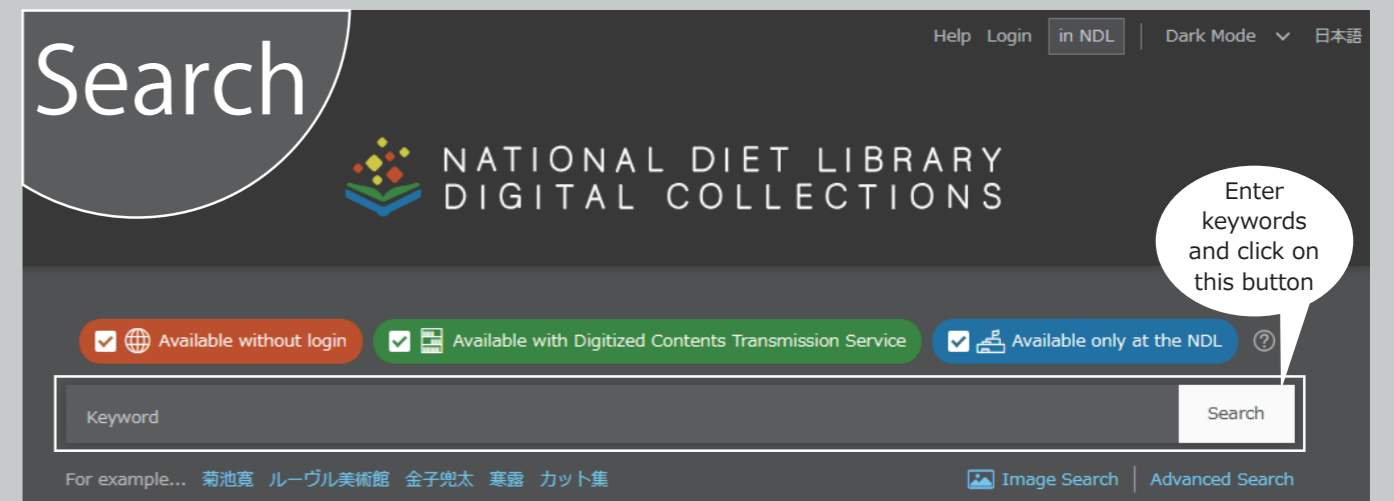 Search
Help Login in NDL Dark Mode 日本語
NATIONAL DIET LIBRARY
DIGITAL COLLECTIONS
Enter
keywords
and click on
this button
Available without login Available with Digitized Contents Transmission Service Available only at the NDL ?
Keyword Search
For example... 菊池寛 ルーヴル美術館 金子兜太 寒露 カット集 Image Search Advanced Search